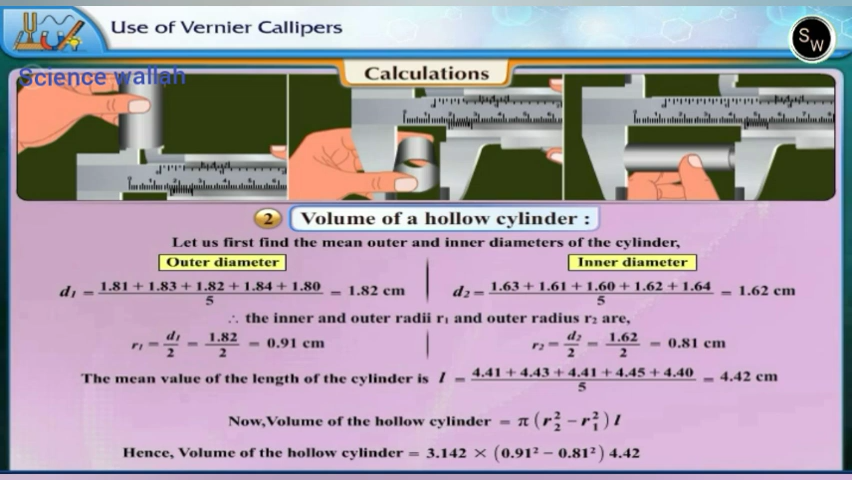 Use of Vernier Callipers
SW
Science wallah
Calculations
2 Volume of a hollow cylinder :
Let us first find the mean outer and inner diameters of the cylinder,
Outer diameter
Inner diameter
d₁ = (1.81 + 1.83 + 1.82 + 1.84 + 1.80)/5 = 1.82 cm
d₂ = (1.63 + 1.61 + 1.60 + 1.62 + 1.64)/5 = 1.62 cm
∴ the inner and outer radii r₁ and outer radius r₂ are,
r₁ = d₁/2 = 1.82/2 = 0.91 cm
r₂ = d₂/2 = 1.62/2 = 0.81 cm
The mean value of the length of the cylinder is l = (4.41 + 4.43 + 4.41 + 4.45 + 4.40)/5 = 4.42 cm
Now,Volume of the hollow cylinder = π (r₂² − r₁²) l
Hence, Volume of the hollow cylinder = 3.142 × (0.91² − 0.81²) 4.42